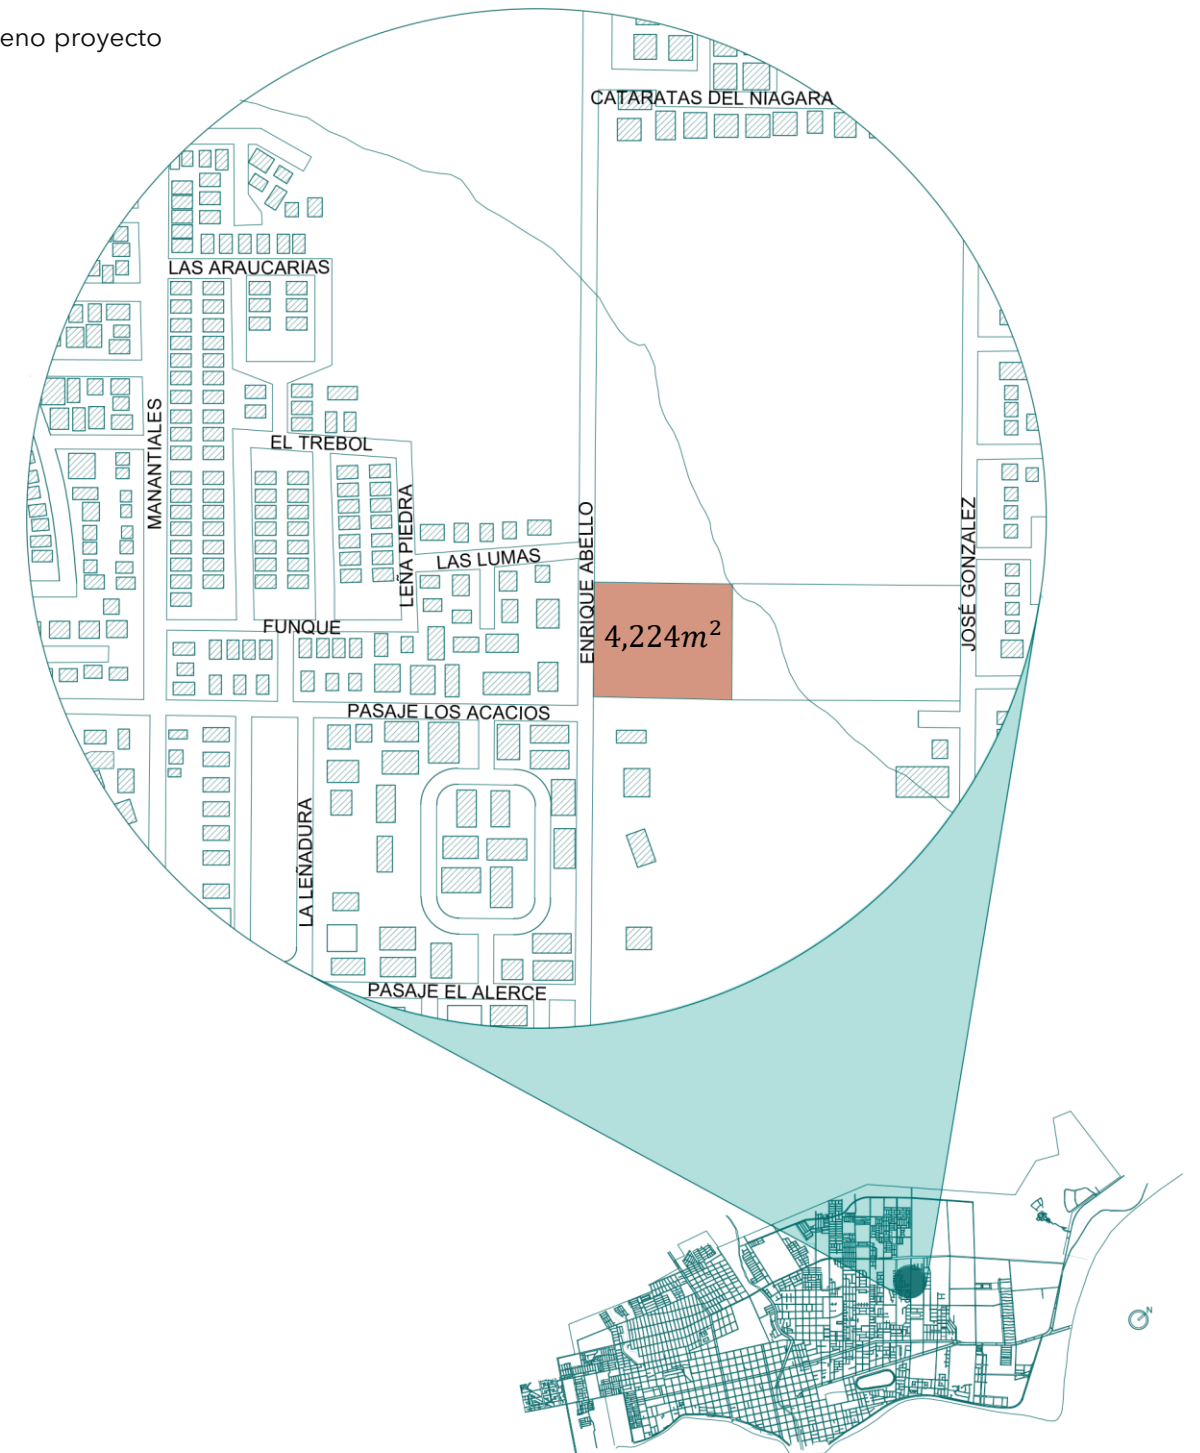 eno proyecto
CATARATAS DEL NIAGARA
LAS ARAUCARIAS
MANANTIALES
EL TREBOL
LEÑA PIEDRA
LAS LUMAS
ENRIQUE ABELLO
JOSÉ GONZALEZ
FUNQUE
4,224m²
PASAJE LOS ACACIOS
LA LEÑADURA
PASAJE EL ALERCE
N